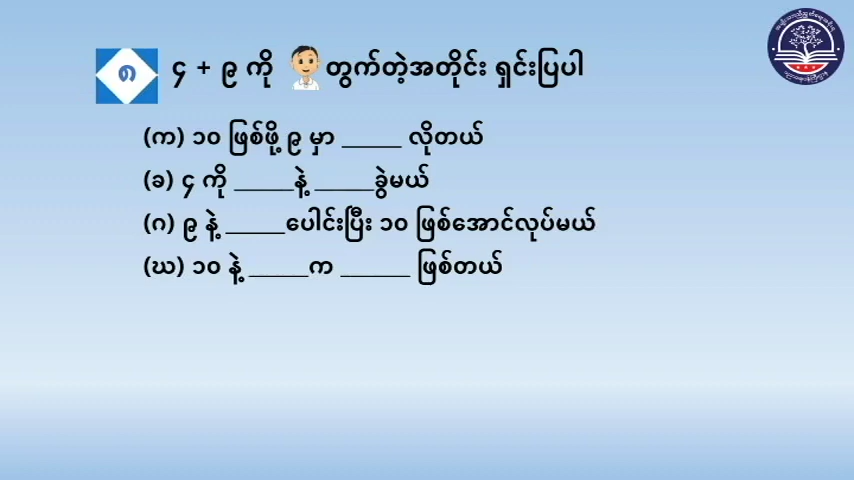 ၈ ၄ + ၉ ကို တွက်တဲ့အတိုင်း ရှင်းပြပါ
(က) ၁၀ ဖြစ်ဖို့ ၉ မှာ _____ လိုတယ်
(ခ) ၄ ကို _____နဲ့ _____ခွဲမယ်
(ဂ) ၉ နဲ့ _____ပေါင်းပြီး ၁၀ ဖြစ်အောင်လုပ်မယ်
(ဃ) ၁၀ နဲ့ _____က ______ ဖြစ်တယ်